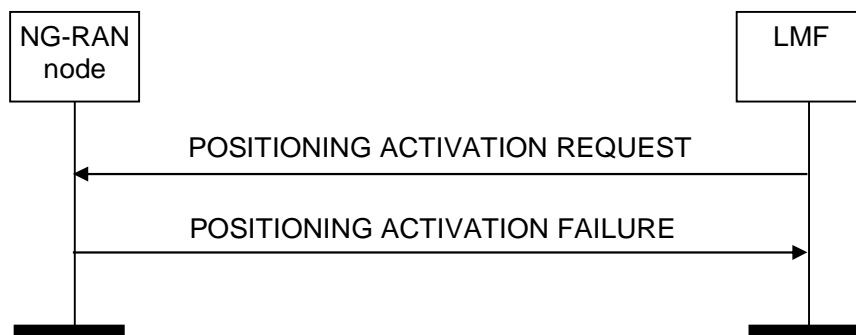 NG-RAN
node
LMF
POSITIONING ACTIVATION REQUEST
POSITIONING ACTIVATION FAILURE